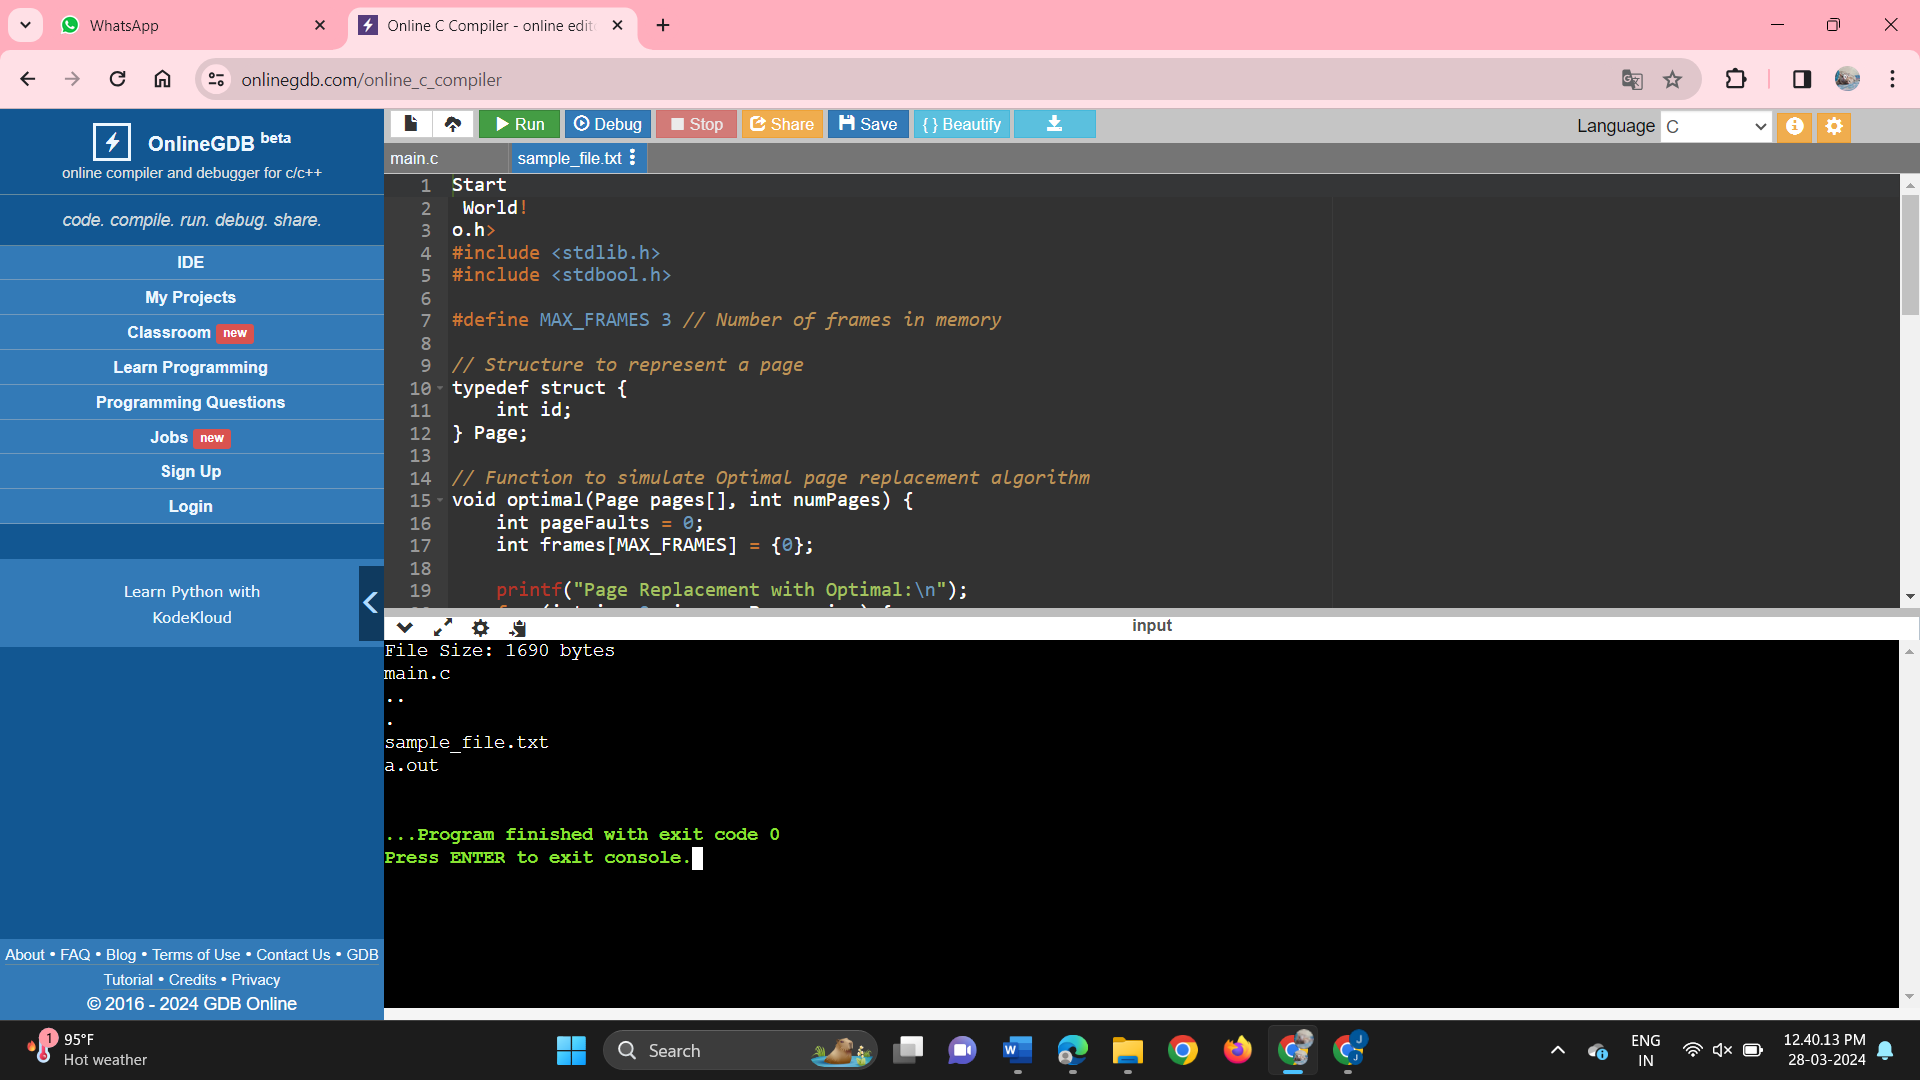 WhatsApp
Online C Compiler - online edit
onlinegdb.com/online_c_compiler
OnlineGDB beta
online compiler and debugger for c/c++
code. compile. run. debug. share.
IDE
My Projects
Classroom new
Learn Programming
Programming Questions
Jobs new
Sign Up
Login
Learn Python with
KodeKloud
About • FAQ • Blog • Terms of Use • Contact Us • GDB
Tutorial • Credits • Privacy
© 2016 - 2024 GDB Online
Run Debug Stop Share Save { } Beautify
Language C
main.c sample_file.txt
1 Start
2  World!
3 o.h>
4 #include <stdlib.h>
5 #include <stdbool.h>
6
7 #define MAX_FRAMES 3 // Number of frames in memory
8
9 // Structure to represent a page
10 typedef struct {
11     int id;
12 } Page;
13
14 // Function to simulate Optimal page replacement algorithm
15 void optimal(Page pages[], int numPages) {
16     int pageFaults = 0;
17     int frames[MAX_FRAMES] = {0};
18
19     printf("Page Replacement with Optimal:\n");
input
File Size: 1690 bytes
main.c
..
.
sample_file.txt
a.out
...Program finished with exit code 0
Press ENTER to exit console.
1
95°F
Hot weather
Search
ENG
IN
12.40.13 PM
28-03-2024